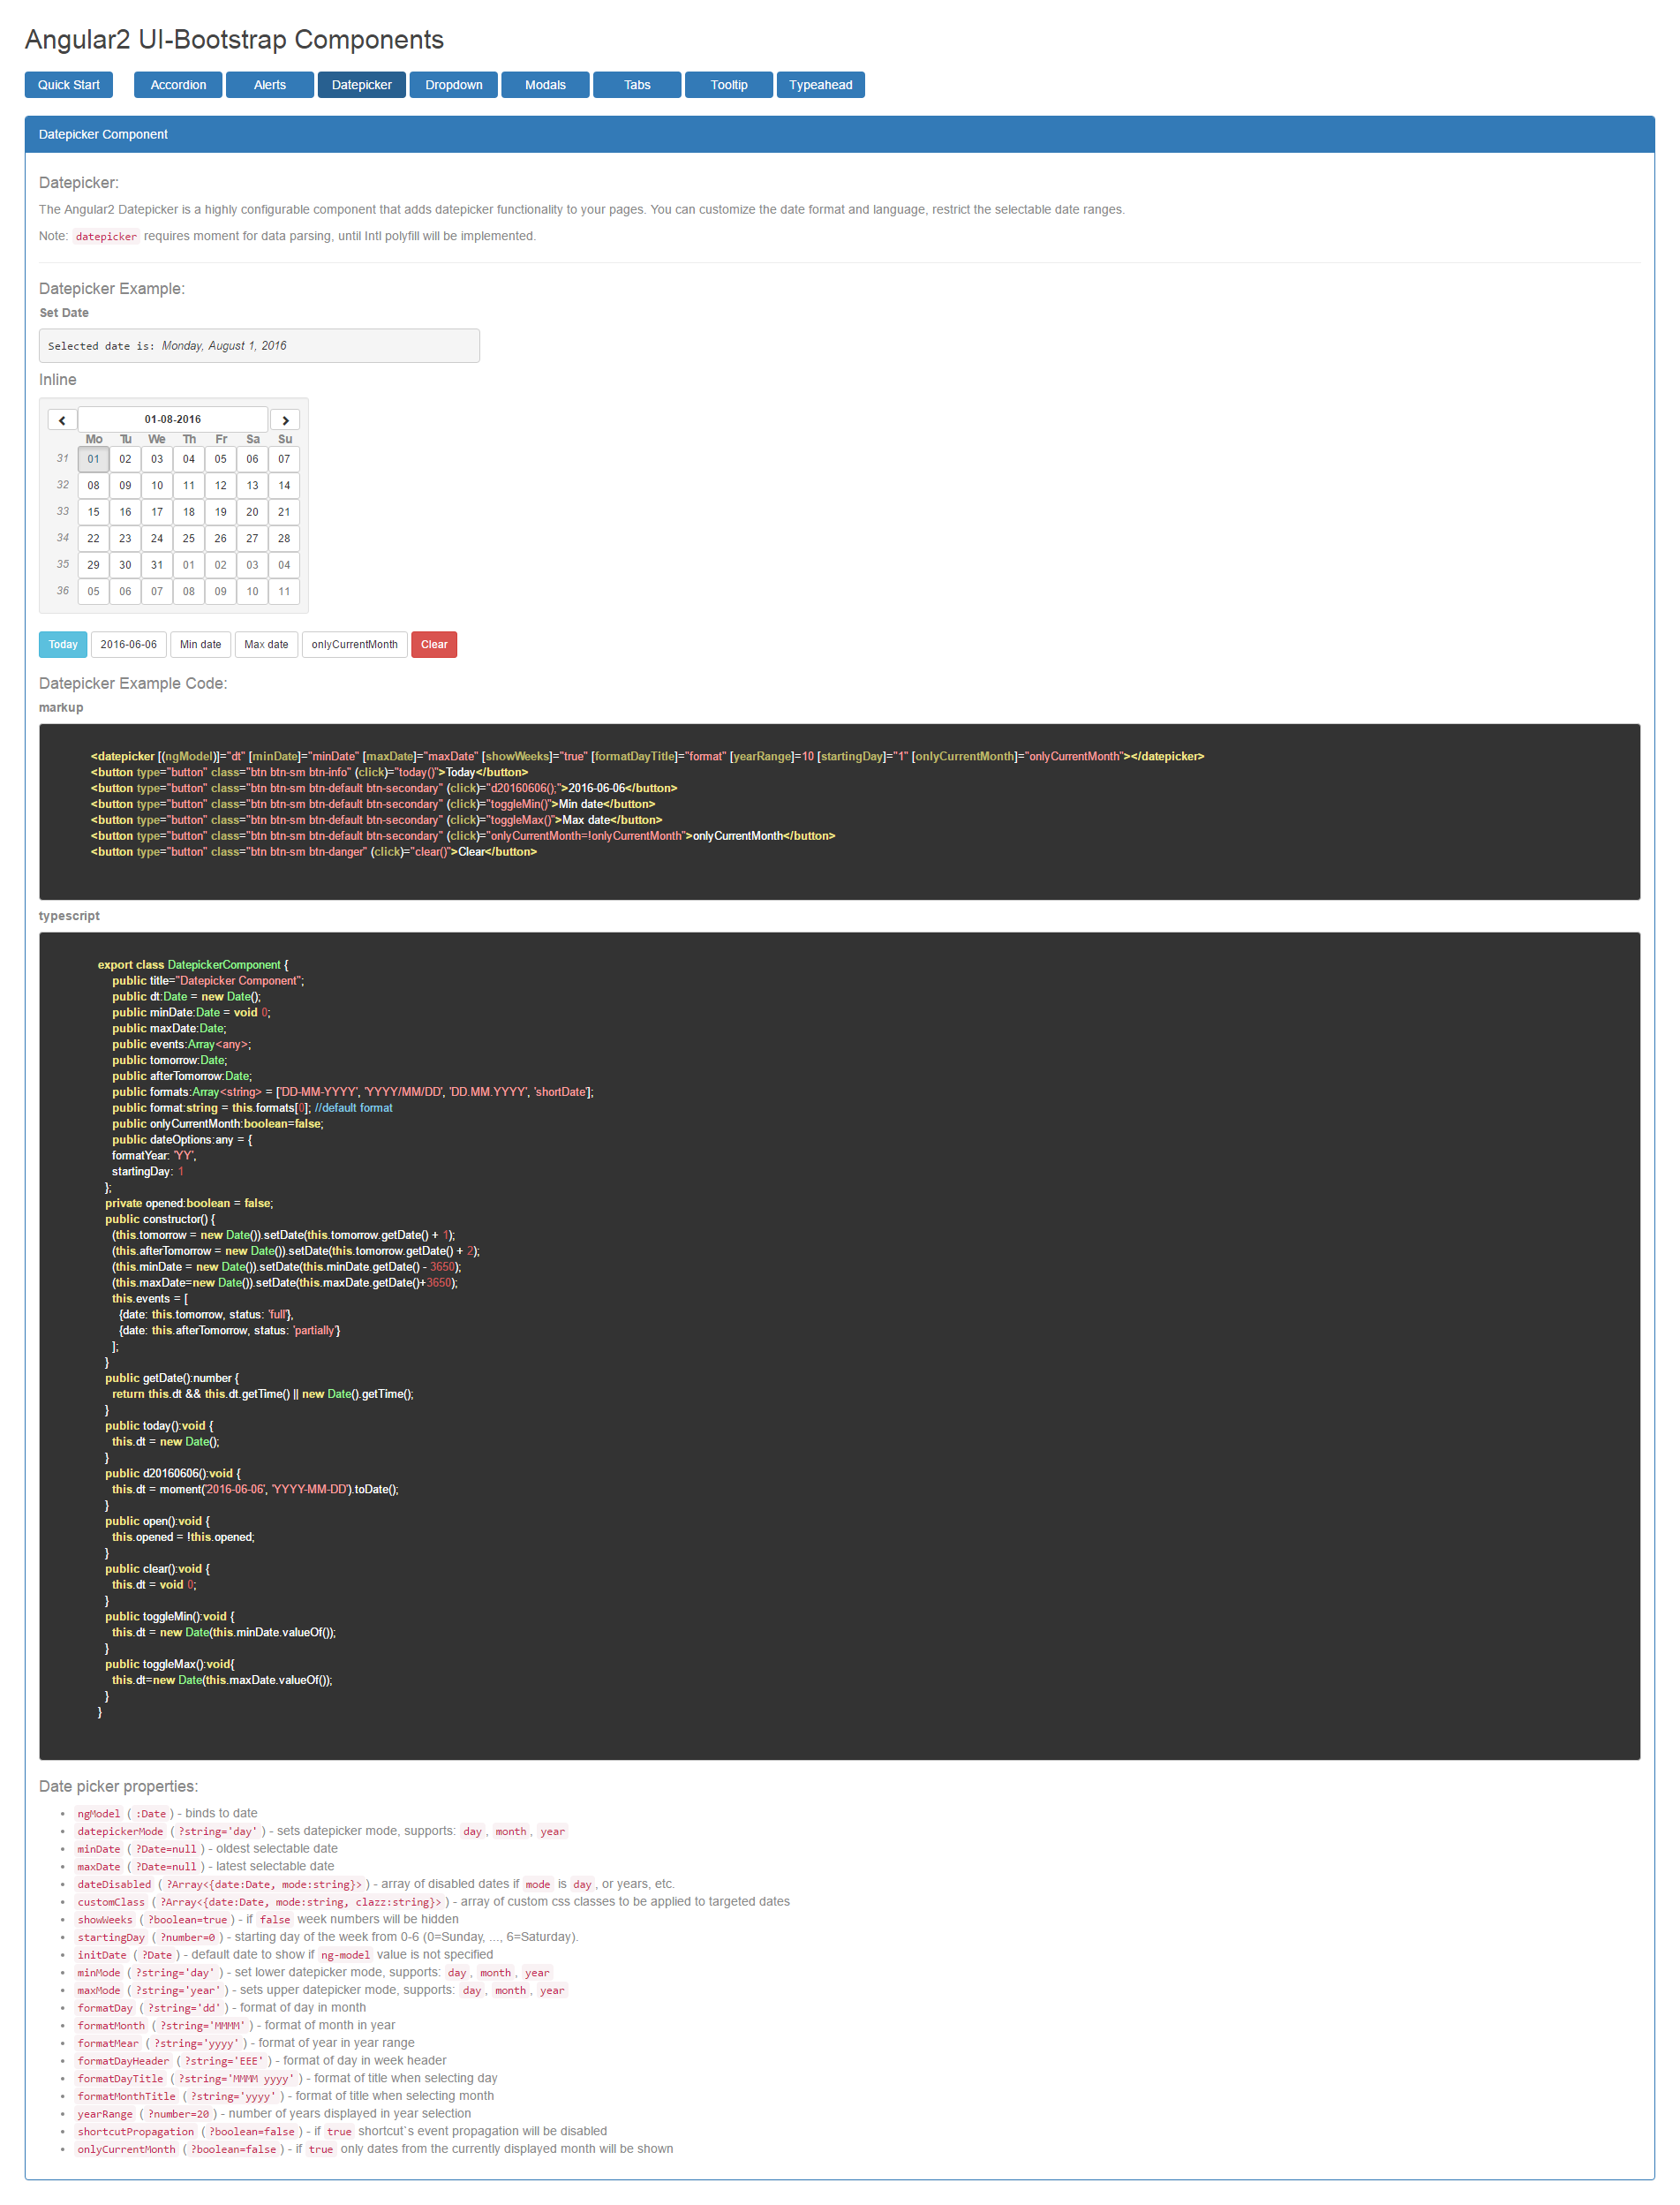 Angular2 UI-Bootstrap Components
Quick Start Accordion Alerts Datepicker Dropdown Modals Tabs Tooltip Typeahead
Datepicker Component
Datepicker:
The Angular2 Datepicker is a highly configurable component that adds datepicker functionality to your pages. You can customize the date format and language, restrict the selectable date ranges.
Note: datepicker requires moment for data parsing, until Intl polyfill will be implemented.
Datepicker Example:
Set Date
Selected date is: Monday, August 1, 2016
Inline
01-08-2016
Mo Tu We Th Fr Sa Su
31 01 02 03 04 05 06 07
32 08 09 10 11 12 13 14
33 15 16 17 18 19 20 21
34 22 23 24 25 26 27 28
35 29 30 31 01 02 03 04
36 05 06 07 08 09 10 11
Today 2016-06-06 Min date Max date onlyCurrentMonth Clear
Datepicker Example Code:
markup
<datepicker [(ngModel)]="dt" [minDate]="minDate" [maxDate]="maxDate" [showWeeks]="true" [formatDayTitle]="format" [yearRange]=10 [startingDay]="1" [onlyCurrentMonth]="onlyCurrentMonth"></datepicker>
<button type="button" class="btn btn-sm btn-info" (click)="today()">Today</button>
<button type="button" class="btn btn-sm btn-default btn-secondary" (click)="d20160606();">2016-06-06</button>
<button type="button" class="btn btn-sm btn-default btn-secondary" (click)="toggleMin()">Min date</button>
<button type="button" class="btn btn-sm btn-default btn-secondary" (click)="toggleMax()">Max date</button>
<button type="button" class="btn btn-sm btn-default btn-secondary" (click)="onlyCurrentMonth=!onlyCurrentMonth">onlyCurrentMonth</button>
<button type="button" class="btn btn-sm btn-danger" (click)="clear()">Clear</button>
typescript
export class DatepickerComponent {
public title="Datepicker Component";
public dt:Date = new Date();
public minDate:Date = void 0;
public maxDate:Date;
public events:Array<any>;
public tomorrow:Date;
public afterTomorrow:Date;
public formats:Array<string> = ['DD-MM-YYYY', 'YYYY/MM/DD', 'DD.MM.YYYY', 'shortDate'];
public format:string = this.formats[0]; //default format
public onlyCurrentMonth:boolean=false;
public dateOptions:any = {
formatYear: 'YY',
startingDay: 1
};
private opened:boolean = false;
public constructor() {
(this.tomorrow = new Date()).setDate(this.tomorrow.getDate() + 1);
(this.afterTomorrow = new Date()).setDate(this.tomorrow.getDate() + 2);
(this.minDate = new Date()).setDate(this.minDate.getDate() - 3650);
(this.maxDate=new Date()).setDate(this.maxDate.getDate()+3650);
this.events = [
{date: this.tomorrow, status: 'full'},
{date: this.afterTomorrow, status: 'partially'}
];
}
public getDate():number {
return this.dt && this.dt.getTime() || new Date().getTime();
}
public today():void {
this.dt = new Date();
}
public d20160606():void {
this.dt = moment('2016-06-06', 'YYYY-MM-DD').toDate();
}
public open():void {
this.opened = !this.opened;
}
public clear():void {
this.dt = void 0;
}
public toggleMin():void {
this.dt = new Date(this.minDate.valueOf());
}
public toggleMax():void{
this.dt=new Date(this.maxDate.valueOf());
}
}
Date picker properties:
• ngModel ( :Date ) - binds to date
• datepickerMode ( ?string='day' ) - sets datepicker mode, supports: day , month , year
• minDate ( ?Date=null ) - oldest selectable date
• maxDate ( ?Date=null ) - latest selectable date
• dateDisabled ( ?Array<{date:Date, mode:string}> ) - array of disabled dates if mode is day , or years, etc.
• customClass ( ?Array<{date:Date, mode:string, clazz:string}> ) - array of custom css classes to be applied to targeted dates
• showWeeks ( ?boolean=true ) - if false week numbers will be hidden
• startingDay ( ?number=0 ) - starting day of the week from 0-6 (0=Sunday, ..., 6=Saturday).
• initDate ( ?Date ) - default date to show if ng-model value is not specified
• minMode ( ?string='day' ) - set lower datepicker mode, supports: day , month , year
• maxMode ( ?string='year' ) - sets upper datepicker mode, supports: day , month , year
• formatDay ( ?string='dd' ) - format of day in month
• formatMonth ( ?string='MMMM' ) - format of month in year
• formatMear ( ?string='yyyy' ) - format of year in year range
• formatDayHeader ( ?string='EEE' ) - format of day in week header
• formatDayTitle ( ?string='MMMM yyyy' ) - format of title when selecting day
• formatMonthTitle ( ?string='yyyy' ) - format of title when selecting month
• yearRange ( ?number=20 ) - number of years displayed in year selection
• shortcutPropagation ( ?boolean=false ) - if true shortcut`s event propagation will be disabled
• onlyCurrentMonth ( ?boolean=false ) - if true only dates from the currently displayed month will be shown